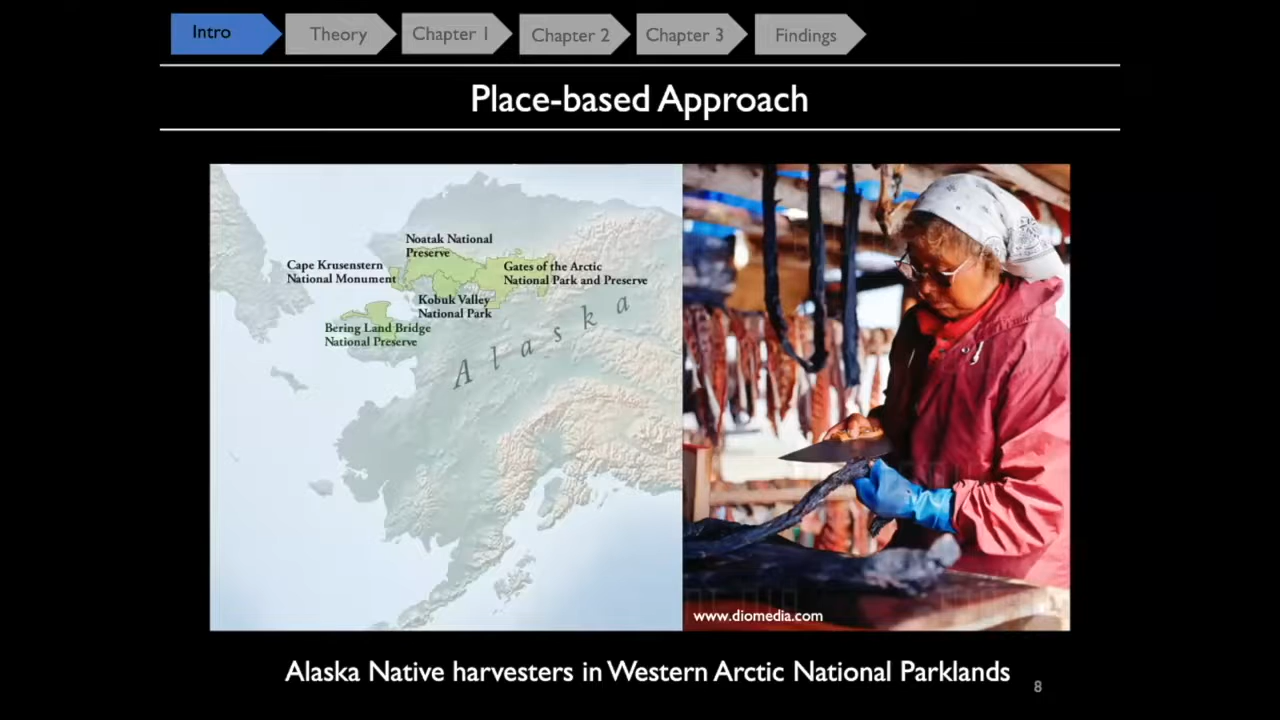 Intro
Theory
Chapter 1
Chapter 2
Chapter 3
Findings
Place-based Approach
Noatak National
Preserve
Cape Krusenstern
National Monument
Gates of the Arctic
National Park and Preserve
Kobuk Valley
National Park
Bering Land Bridge
National Preserve
Alaska
www.diomedia.com
Alaska Native harvesters in Western Arctic National Parklands
8